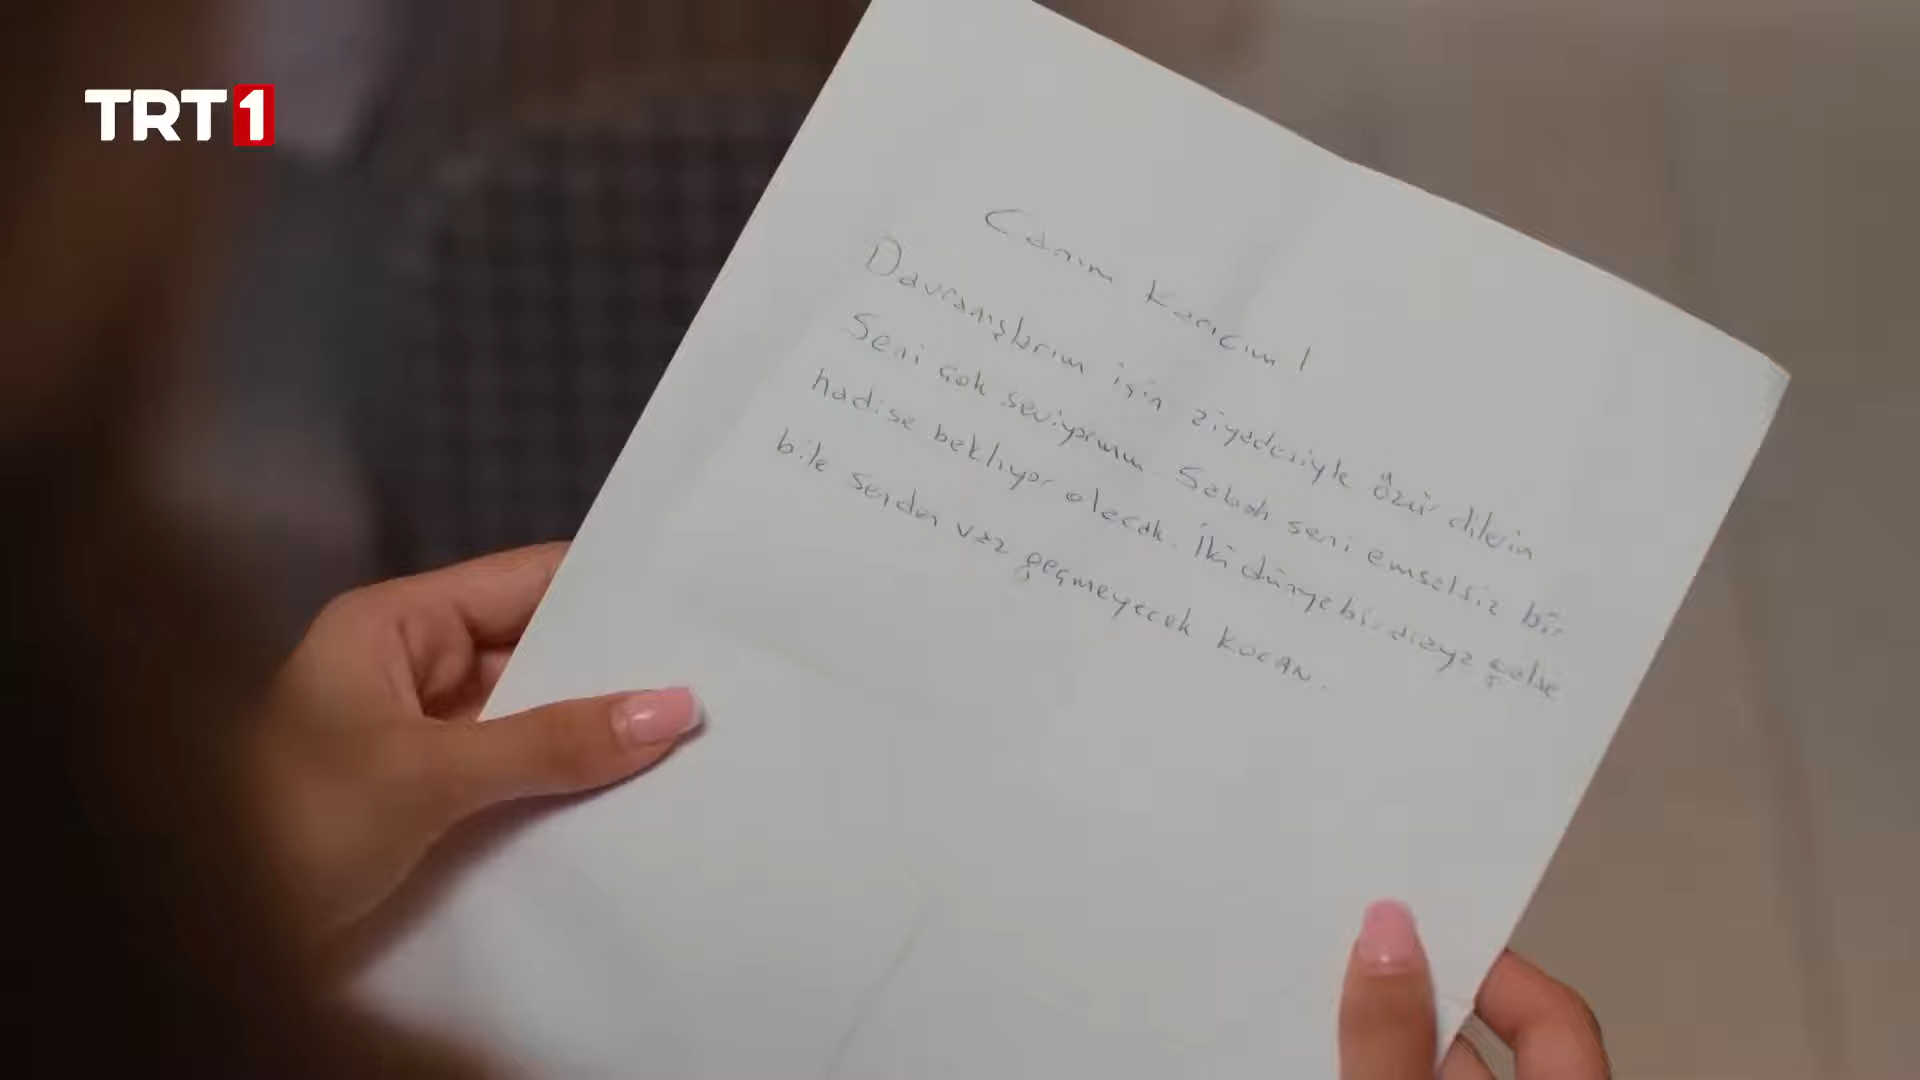 TRT1
Canım Karıcım!
Davranışlarım için ziyadesiyle özür dilerim
Seni çok seviyorum. Sabah seni emsalsiz bir
hadise bekliyor olacak. İki dünya bir araya gelse
bile senden vaz geçmeyecek kocan.